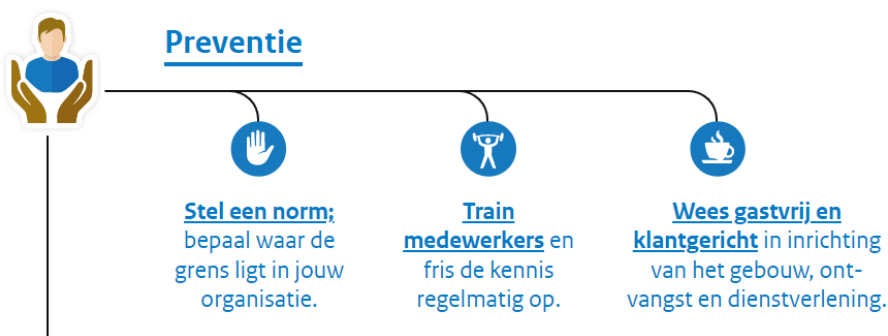 Preventie
Stel een norm;
bepaal waar de
grens ligt in jouw
organisatie.
Train
medewerkers en
fris de kennis
regelmatig op.
Wees gastvrij en
klantgericht in inrichting
van het gebouw, ont-
vangst en dienstverlening.